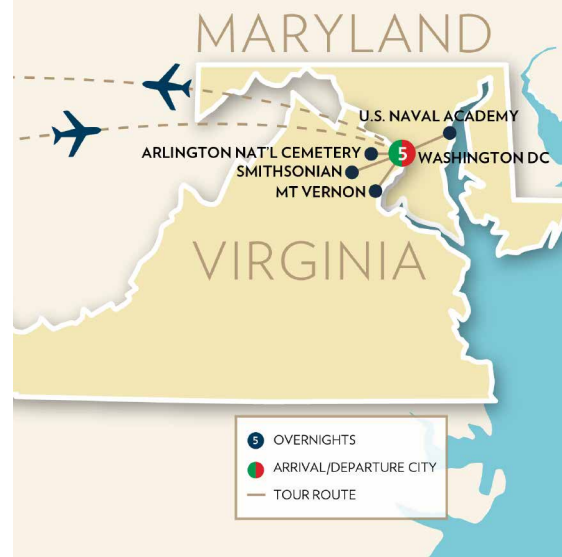 MARYLAND
U.S. NAVAL ACADEMY
ARLINGTON NAT'L CEMETERY
5
WASHINGTON DC
SMITHSONIAN
MT VERNON
VIRGINIA
5 OVERNIGHTS
ARRIVAL/DEPARTURE CITY
TOUR ROUTE